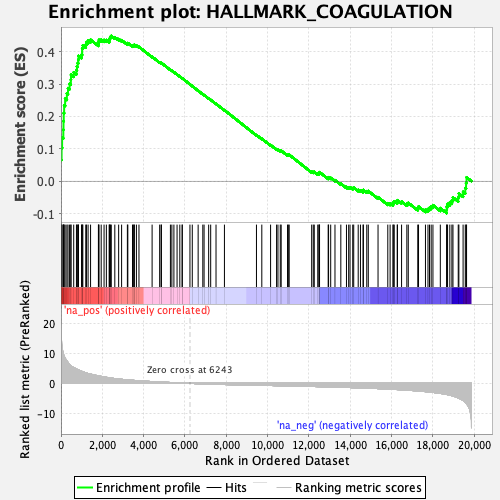 Enrichment plot: HALLMARK_COAGULATION
Enrichment score (ES)
0.4
0.3
0.2
0.1
0.0
-0.1
Ranked list metric (PreRanked)
20
10
0
-10
'na_pos' (positively correlated)
Zero cross at 6243
'na_neg' (negatively correlated)
0
2,000
4,000
6,000
8,000
10,000
12,000
14,000
16,000
18,000
20,000
Rank in Ordered Dataset
Enrichment profile
Hits
Ranking metric scores